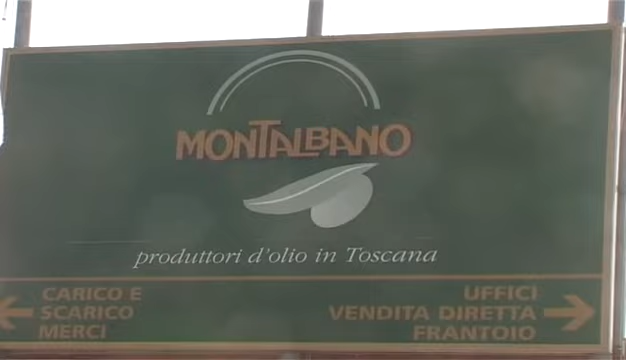 MONTALBANO
produttori d'olio in Toscana
CARICO E
SCARICO
MERCI
UFFICI
VENDITA DIRETTA
FRANTOIO